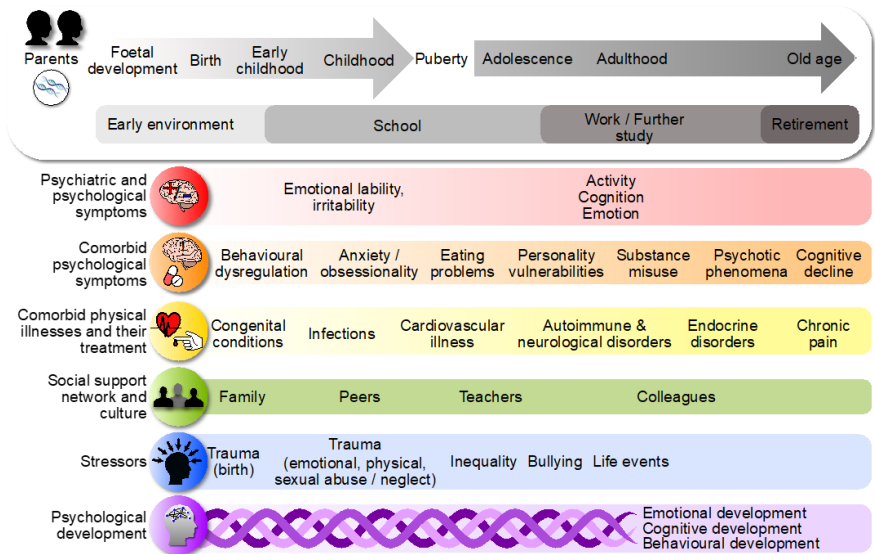 Parents
Foetal
development
Birth
Early
childhood
Childhood
Puberty
Adolescence
Adulthood
Old age
Early environment
School
Work / Further
study
Retirement
Psychiatric and
psychological
symptoms
Emotional lability,
irritability
Activity
Cognition
Emotion
Comorbid
psychological
symptoms
Behavioural
dysregulation
Anxiety /
obsessionality
Eating
problems
Personality
vulnerabilities
Substance
misuse
Psychotic
phenomena
Cognitive
decline
Comorbid physical
illnesses and their
treatment
Congenital
conditions
Infections
Cardiovascular
illness
Autoimmune &
neurological disorders
Endocrine
disorders
Chronic
pain
Social support
network and
culture
Family
Peers
Teachers
Colleagues
Stressors
Trauma
(birth)
Trauma
(emotional, physical,
sexual abuse / neglect)
Inequality
Bullying
Life events
Psychological
development
Emotional development
Cognitive development
Behavioural development